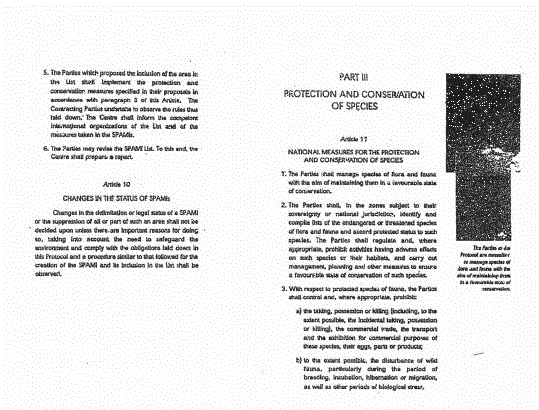 5. The Parties which proposed the inclusion of the area in
the List shall implement the protection and
conservation measures specified in their proposals in
accordance with paragraph 3 of this Article. The
Contracting Parties undertake to observe the rules thus
laid down. The Centre shall inform the competent
international organizations of the List and of the
measures taken in the SPAMIs.
6. The Parties may revise the SPAMI List. To this end, the
Centre shall prepare a report.
Article 10
CHANGES IN THE STATUS OF SPAMIs
Changes in the delimitation or legal status of a SPAMI
or the suppression of all or part of such an area shall not be
decided upon unless there are important reasons for doing
so, taking into account the need to safeguard the
environment and comply with the obligations laid down in
this Protocol and a procedure similar to that followed for the
creation of the SPAMI and its inclusion in the List shall be
observed.
PART III
PROTECTION AND CONSERVATION
OF SPECIES
Article 11
NATIONAL MEASURES FOR THE PROTECTION
AND CONSERVATION OF SPECIES
1. The Parties shall manage species of flora and fauna
with the aim of maintaining them in a favourable state
of conservation.
2. The Parties shall, in the zones subject to their
sovereignty or national jurisdiction, identify and
compile lists of the endangered or threatened species
of flora and fauna and accord protected status to such
species. The Parties shall regulate and, where
appropriate, prohibit activities having adverse effects
on such species or their habitats, and carry out
management, planning and other measures to ensure
a favourable state of conservation of such species.
3. With respect to protected species of fauna, the Parties
shall control and, where appropriate, prohibit:
a) the taking, possession or killing (including, to the
extent possible, the incidental taking, possession
or killing), the commercial trade, the transport
and the exhibition for commercial purposes of
these species, their eggs, parts or products;
b) to the extent possible, the disturbance of wild
fauna, particularly during the period of
breeding, incubation, hibernation or migration,
as well as other periods of biological stress.
The Parties to the
Protocol are
to manage species of
flora and fauna with the
aim of maintaining them
in a favourable state of
conservation